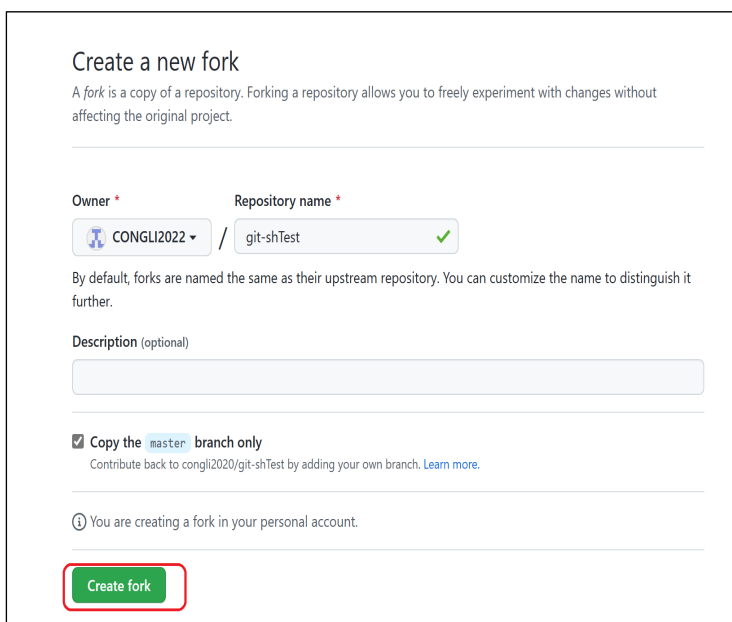 Create a new fork
A fork is a copy of a repository. Forking a repository allows you to freely experiment with changes without
affecting the original project.
Owner * Repository name *
CONGLI2022 / git-shTest
By default, forks are named the same as their upstream repository. You can customize the name to distinguish it
further.
Description (optional)
Copy the master branch only
Contribute back to congli2020/git-shTest by adding your own branch. Learn more.
You are creating a fork in your personal account.
Create fork